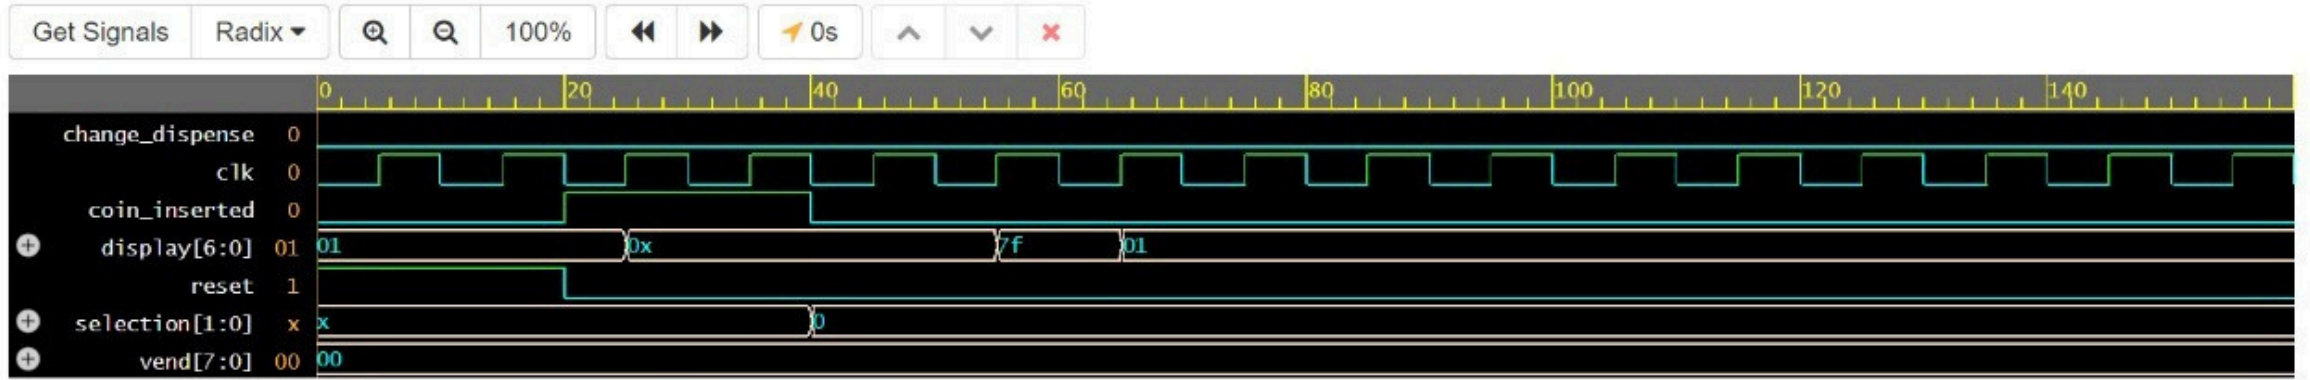 Get Signals Radix 100% 0s
0 20 40 60 80 100 120 140
change_dispense 0
clk 0
coin_inserted 0
display[6:0] 01 01 0x 7f 01
reset 1
selection[1:0] x x 0
vend[7:0] 00 00